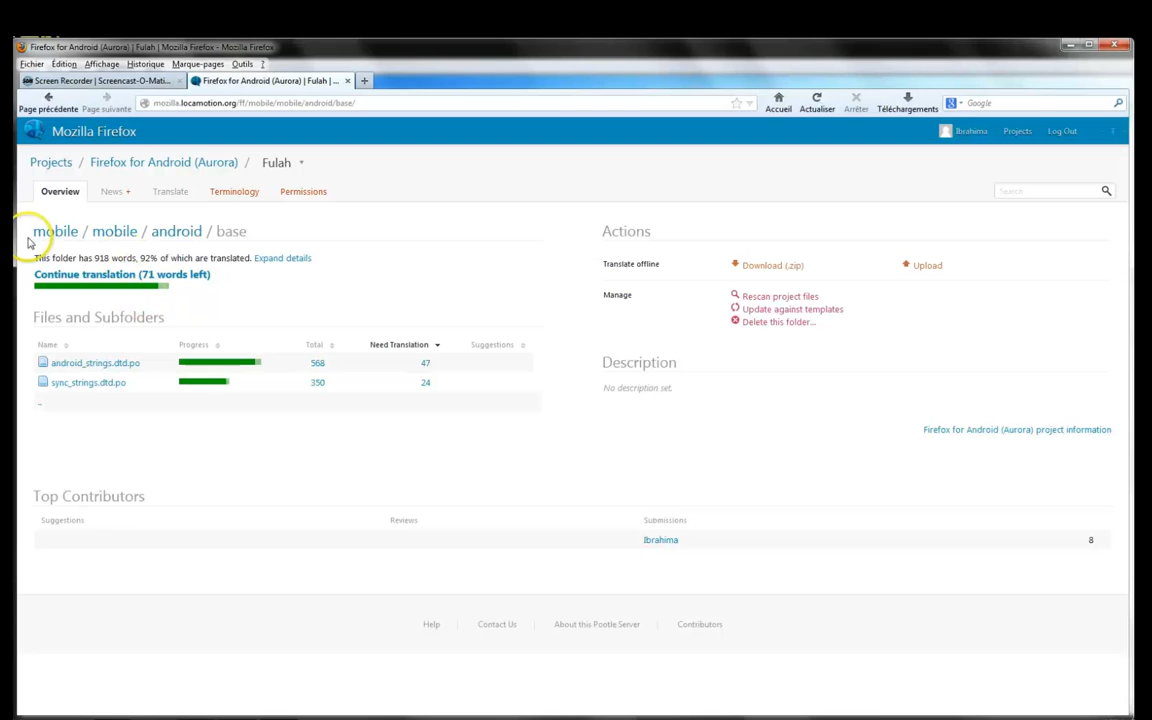 Firefox for Android (Aurora) | Fulah | Mozilla Firefox - Mozilla Firefox
Fichier Édition Affichage Historique Marque-pages Outils ?
Screen Recorder | Screencast-O-Mati... × Firefox for Android (Aurora) | Fulah | ... × +
mozilla.locamotion.org/ff/mobile/mobile/android/base/ Google
Page précédente Page suivante Accueil Actualiser Arrêter Téléchargements
Mozilla Firefox Ibrahima Projects Log Out
Projects / Firefox for Android (Aurora) / Fulah
Overview News + Translate Terminology Permissions Search
mobile / mobile / android / base
This folder has 918 words, 92% of which are translated. Expand details
Continue translation (71 words left)
Files and Subfolders
Name Progress Total Need Translation Suggestions
android_strings.dtd.po 568 47
sync_strings.dtd.po 350 24
..
Actions
Translate offline Download (.zip) Upload
Manage Rescan project files
Update against templates
Delete this folder...
Description
No description set.
Firefox for Android (Aurora) project information
Top Contributors
Suggestions Reviews Submissions
Ibrahima 8
Help Contact Us About this Pootle Server Contributors